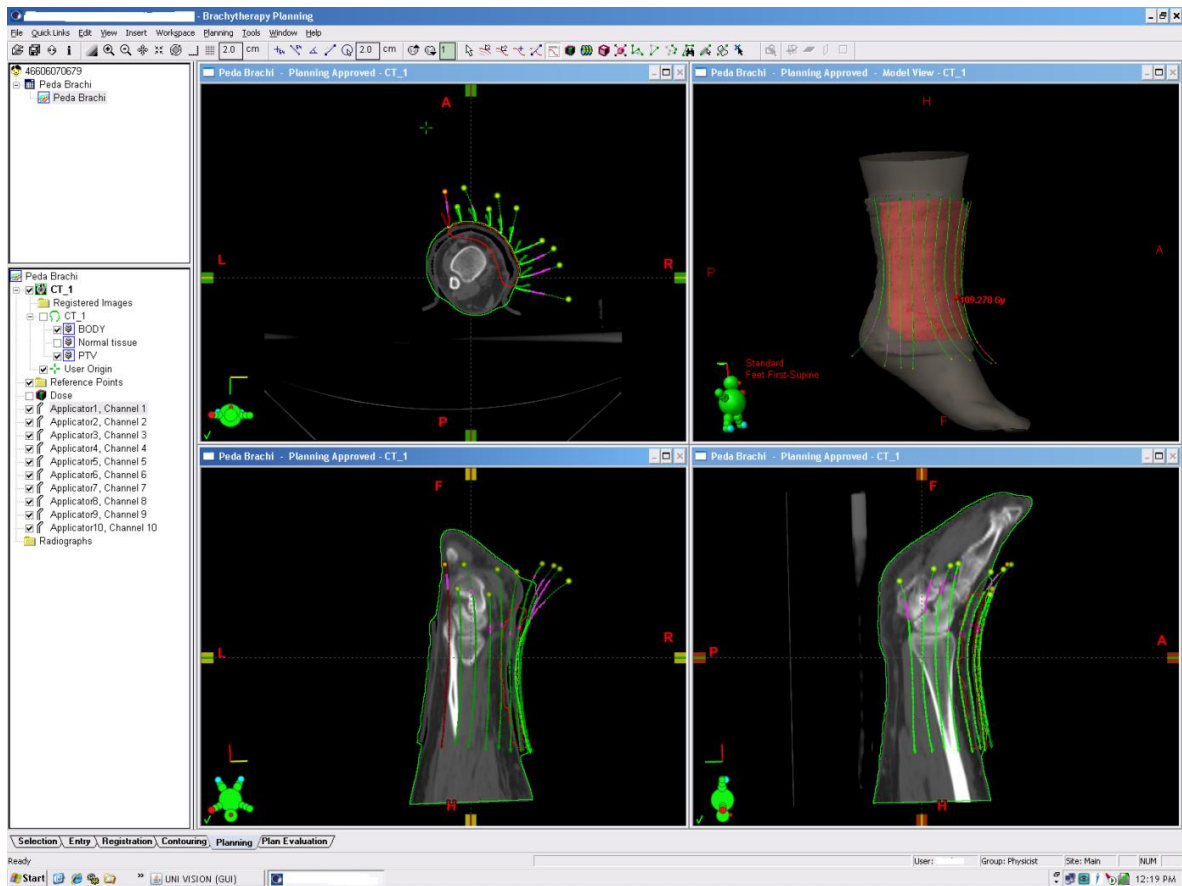 - Brachytherapy Planning
File QuickLinks Edit View Insert Workspace Planning Tools Window Help
2.0 cm 2.0 cm 1
46606070679
Peda Brachi
Peda Brachi
Peda Brachi - Planning Approved - CT_1
A
L
R
P
Peda Brachi - Planning Approved - Model View - CT_1
H
A
P
109.270 Gy
Standard
Feet First-Supine
F
Peda Brachi
CT_1
Registered Images
CT_1
BODY
Normal tissue
PTV
User Origin
Reference Points
Dose
Applicator1, Channel 1
Applicator2, Channel 2
Applicator3, Channel 3
Applicator4, Channel 4
Applicator5, Channel 5
Applicator6, Channel 6
Applicator7, Channel 7
Applicator8, Channel 8
Applicator9, Channel 9
Applicator10, Channel 10
Radiographs
Peda Brachi - Planning Approved - CT_1
F
L
R
H
Peda Brachi - Planning Approved - CT_1
F
P
A
H
Selection Entry Registration Contouring Planning Plan Evaluation
Ready User: Group: Physicist Site: Main NUM
Start » UNI VISION (GUI) 12:19 PM